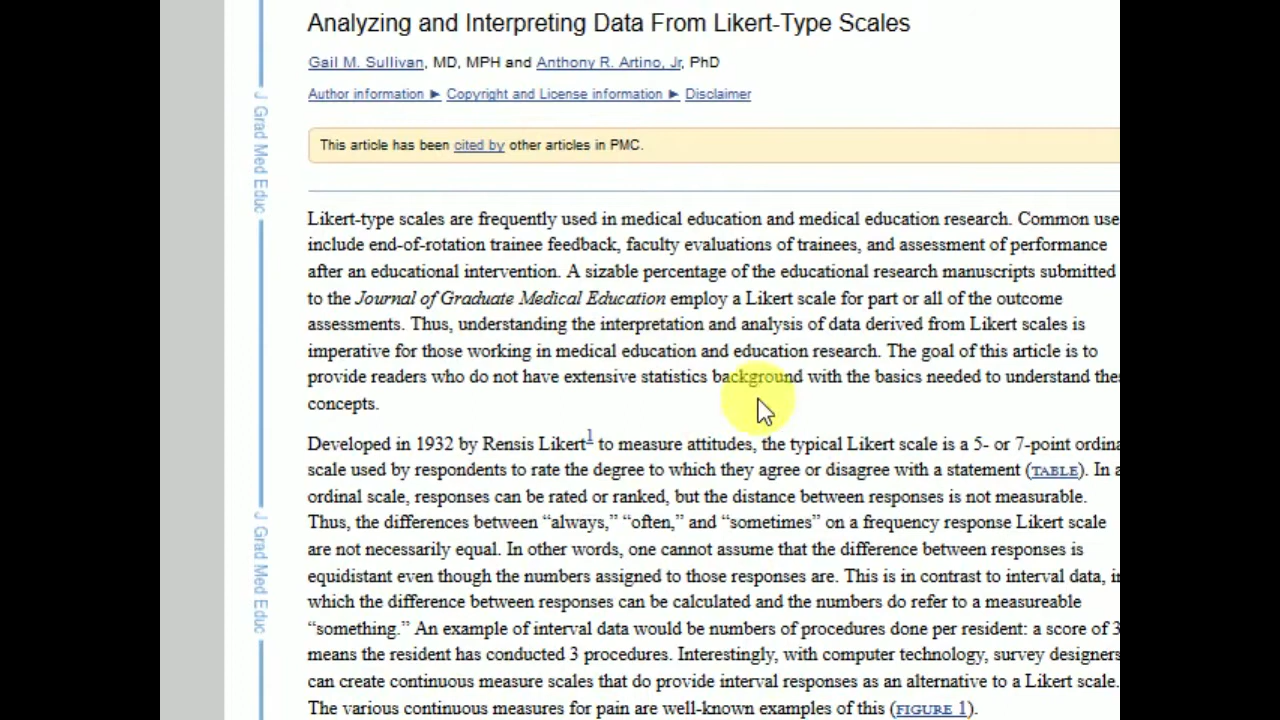 Analyzing and Interpreting Data From Likert-Type Scales
Gail M. Sullivan, MD, MPH and Anthony R. Artino, Jr, PhD
Author information ► Copyright and License information ► Disclaimer
J Grad Med Educ
This article has been cited by other articles in PMC.
Likert-type scales are frequently used in medical education and medical education research. Common use
include end-of-rotation trainee feedback, faculty evaluations of trainees, and assessment of performance
after an educational intervention. A sizable percentage of the educational research manuscripts submitted
to the Journal of Graduate Medical Education employ a Likert scale for part or all of the outcome
assessments. Thus, understanding the interpretation and analysis of data derived from Likert scales is
imperative for those working in medical education and education research. The goal of this article is to
provide readers who do not have extensive statistics background with the basics needed to understand the
concepts.
Developed in 1932 by Rensis Likert1 to measure attitudes, the typical Likert scale is a 5- or 7-point ordina
scale used by respondents to rate the degree to which they agree or disagree with a statement (TABLE). In a
ordinal scale, responses can be rated or ranked, but the distance between responses is not measurable.
Thus, the differences between “always,” “often,” and “sometimes” on a frequency response Likert scale
are not necessarily equal. In other words, one cannot assume that the difference between responses is
equidistant even though the numbers assigned to those responses are. This is in contrast to interval data, i
which the difference between responses can be calculated and the numbers do refer to a measureable
“something.” An example of interval data would be numbers of procedures done per resident: a score of 3
means the resident has conducted 3 procedures. Interestingly, with computer technology, survey designers
can create continuous measure scales that do provide interval responses as an alternative to a Likert scale.
The various continuous measures for pain are well-known examples of this (FIGURE 1).
J Grad Med Educ